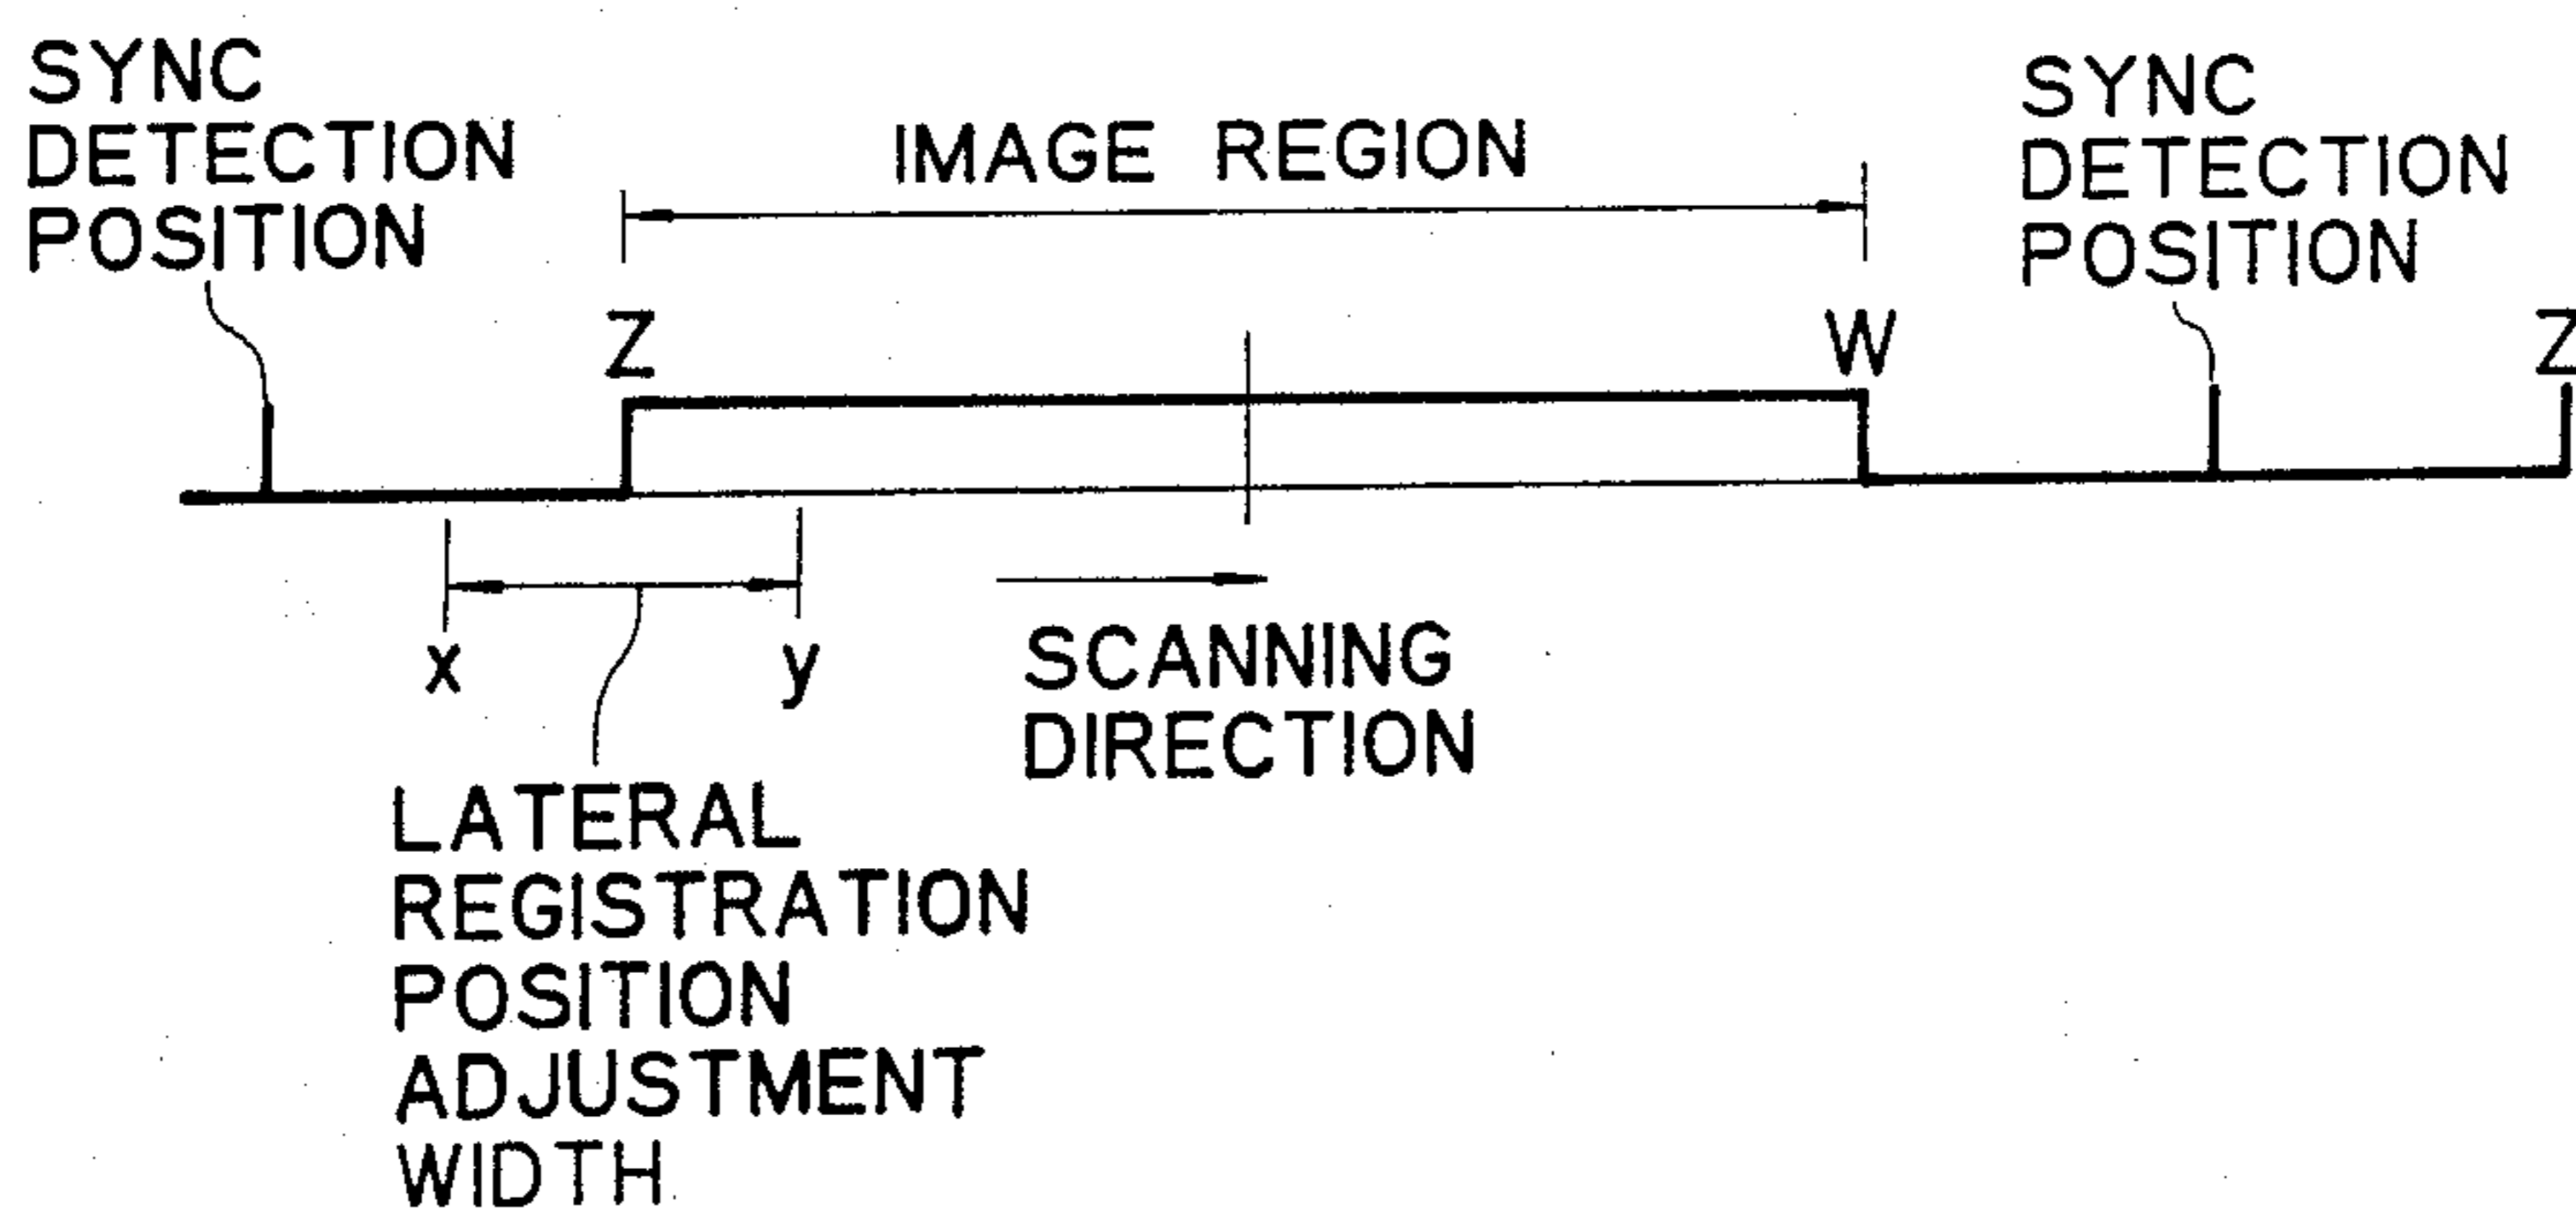 SYNC
DETECTION
POSITION
IMAGE REGION
SYNC
DETECTION
POSITION
Z
W
Z
x
y
SCANNING
DIRECTION
LATERAL
REGISTRATION
POSITION
ADJUSTMENT
WIDTH